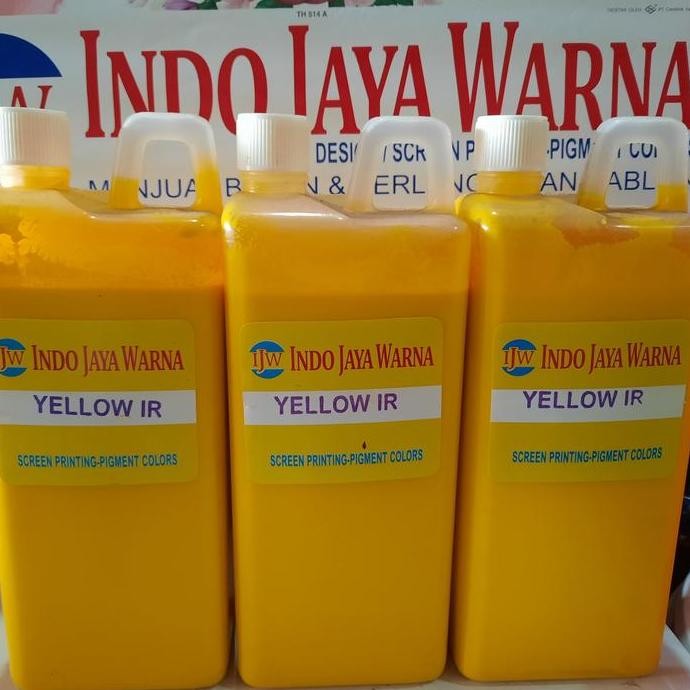 TH 514 A
INDO JAYA WARNA
IJW
INDO JAYA WARNA
YELLOW IR
SCREEN PRINTING-PIGMENT COLORS
IJW
INDO JAYA WARNA
YELLOW IR
SCREEN PRINTING-PIGMENT COLORS
IJW
INDO JAYA WARNA
YELLOW IR
SCREEN PRINTING-PIGMENT COLORS